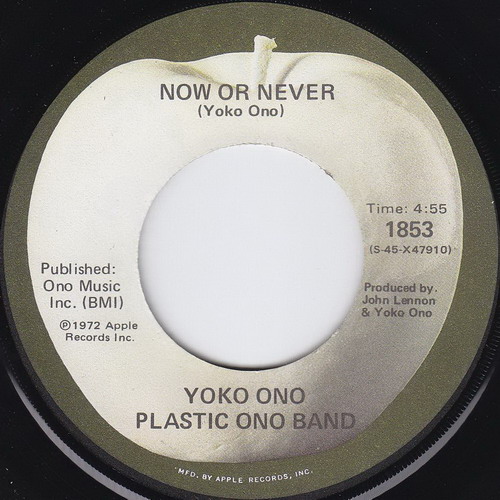 NOW OR NEVER
(Yoko Ono)
Time: 4:55
1853
(S-45-X47910)
Published:
Ono Music
Inc. (BMI)
℗1972 Apple
Records Inc.
Produced by:
John Lennon
& Yoko Ono
YOKO ONO
PLASTIC ONO BAND
MFD. BY APPLE RECORDS, INC.